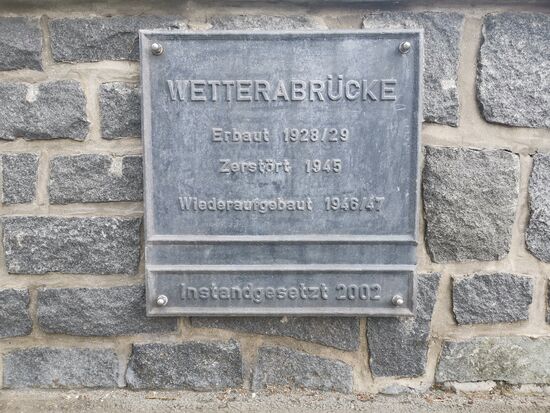 WETTERABRÜCKE
Erbaut 1928/29
Zerstört 1945
Wiederaufgebaut 1946/47
Instandgesetzt 2002